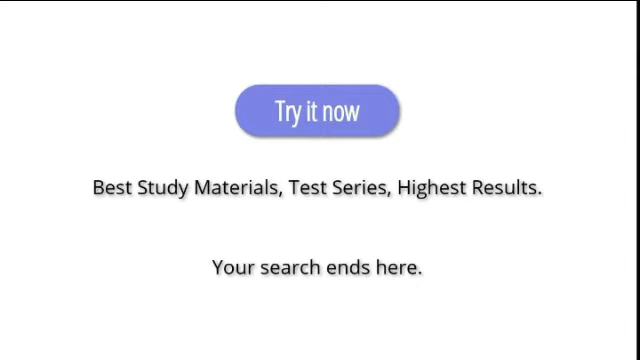 Try it now
Best Study Materials, Test Series, Highest Results.
Your search ends here.